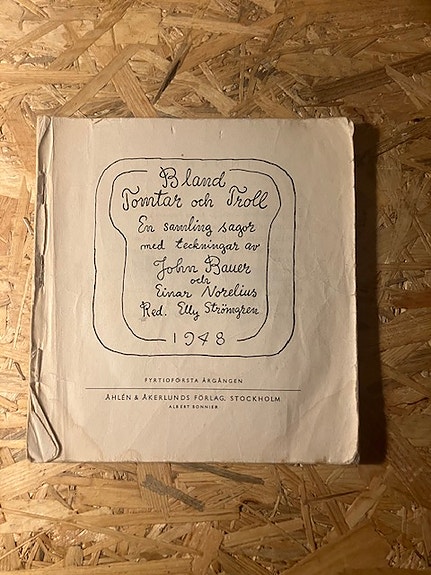 Bland
Tomtar och Troll
En samling sagor
med teckningar av
John Bauer
och
Einar Norelius
Red. Elly Strömgren
1948
FYRTIOFÖRSTA ÅRGÅNGEN
ÅHLÉN & ÅKERLUNDS FÖRLAG, STOCKHOLM
ALBERT BONNIER